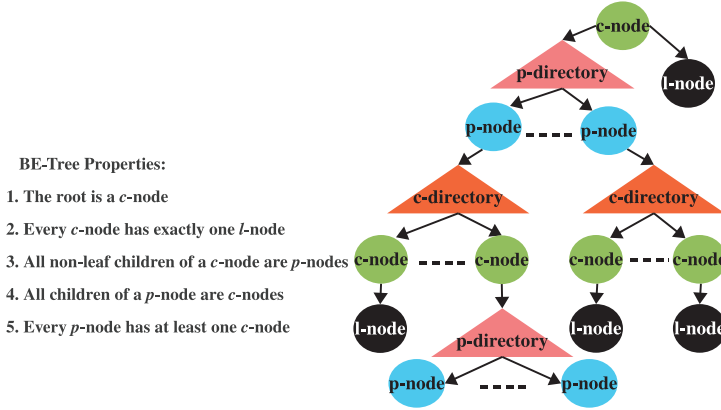 c-node
p-directory
l-node
p-node
p-node
BE-Tree Properties:
1. The root is a c-node
2. Every c-node has exactly one l-node
3. All non-leaf children of a c-node are p-nodes
4. All children of a p-node are c-nodes
5. Every p-node has at least one c-node
c-directory
c-directory
c-node
c-node
c-node
c-node
l-node
l-node
l-node
p-directory
p-node
p-node